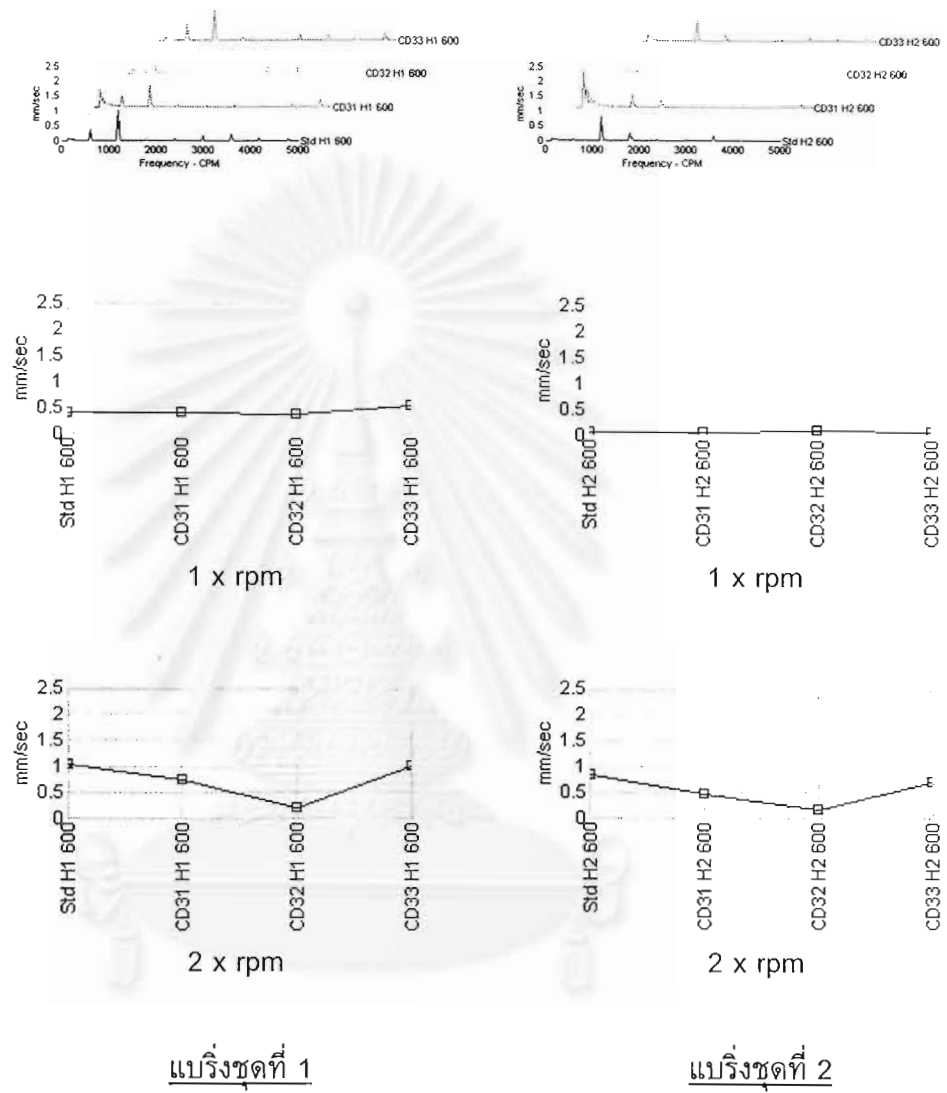 CD33 H1 600
CD32 H1 600
CD31 H1 600
Std H1 600
2.5
2
1.5
1
0.5
0
mm/sec
0 1000 2000 3000 4000 5000
Frequency - CPM
CD33 H2 600
CD32 H2 600
CD31 H2 600
Std H2 600
2.5
2
1.5
1
0.5
0
mm/sec
0 1000 2000 3000 4000 5000
Frequency - CPM
2.5
2
1.5
1
0.5
0
mm/sec
Std H1 600
CD31 H1 600
CD32 H1 600
CD33 H1 600
1 x rpm
2.5
2
1.5
1
0.5
0
mm/sec
Std H2 600
CD31 H2 600
CD32 H2 600
CD33 H2 600
1 x rpm
2.5
2
1.5
1
0.5
0
mm/sec
Std H1 600
CD31 H1 600
CD32 H1 600
CD33 H1 600
2 x rpm
2.5
2
1.5
1
0.5
0
mm/sec
Std H2 600
CD31 H2 600
CD32 H2 600
CD33 H2 600
2 x rpm
แบริ่งชุดที่ 1
แบริ่งชุดที่ 2